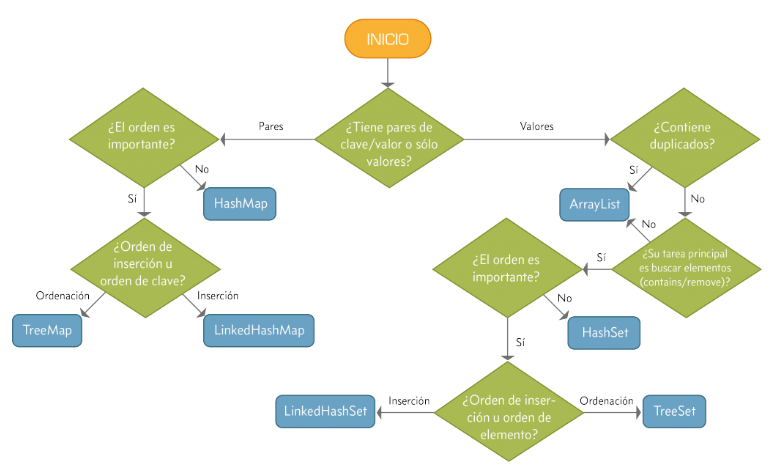 INICIO
¿El orden es
importante?
Pares
¿Tiene pares de
clave/valor o sólo
valores?
Valores
¿Contiene
duplicados?
No
Sí
HashMap
ArrayList
Sí
No
No
¿Orden de
inserción u
orden de clave?
¿El orden es
importante?
Sí
¿Su tarea principal
es buscar elementos
(contains/remove)?
Ordenación
Inserción
No
TreeMap
LinkedHashMap
HashSet
Sí
LinkedHashSet
Inserción
¿Orden de inser-
ción u orden de
elemento?
Ordenación
TreeSet